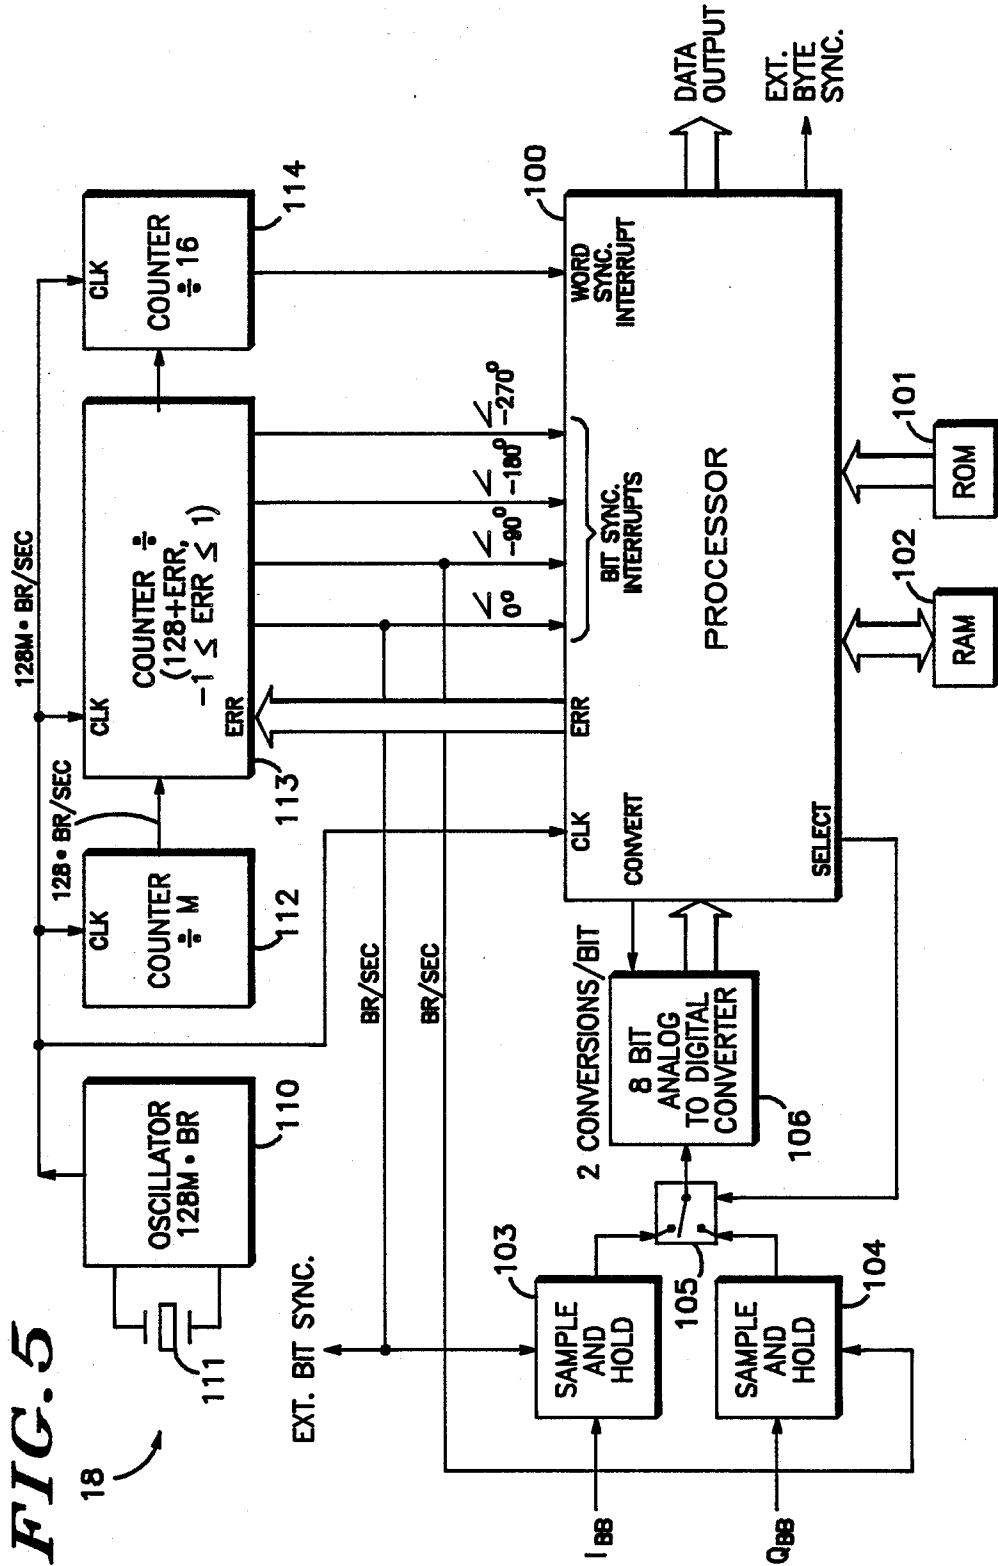 FIG. 5
18
111
OSCILLATOR
128M • BR
110
128M • BR/SEC
CLK
COUNTER
÷ M
112
128 • BR/SEC
CLK
COUNTER ÷
(128+ERR,
-1 ≤ ERR ≤ 1)
ERR
113
CLK
COUNTER
÷ 16
114
EXT. BIT SYNC.
BR/SEC
BR/SEC
∠
0°
∠
-90°
∠
-180°
∠
-270°
CLK
ERR
BIT SYNC.
INTERRUPTS
WORD
SYNC.
INTERRUPT
100
CONVERT
PROCESSOR
SELECT
DATA
OUTPUT
EXT.
BYTE
SYNC.
2 CONVERSIONS/BIT
8 BIT
ANALOG
TO DIGITAL
CONVERTER
106
IBB
SAMPLE
AND
HOLD
103
105
QBB
SAMPLE
AND
HOLD
104
RAM
102
ROM
101